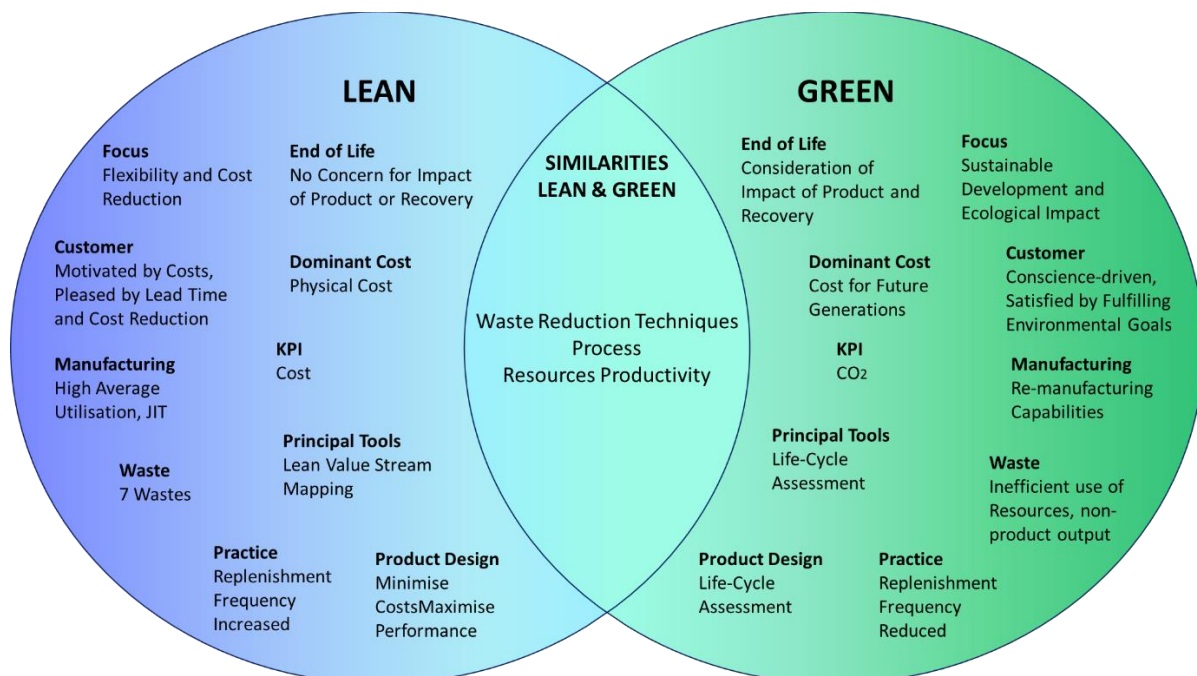 LEAN
Focus
Flexibility and Cost
Reduction
End of Life
No Concern for Impact
of Product or Recovery
Customer
Motivated by Costs,
Pleased by Lead Time
and Cost Reduction
Dominant Cost
Physical Cost
Manufacturing
High Average
Utilisation, JIT
KPI
Cost
Waste
7 Wastes
Principal Tools
Lean Value Stream
Mapping
Practice
Replenishment
Frequency
Increased
Product Design
Minimise
CostsMaximise
Performance
SIMILARITIES
LEAN & GREEN
Waste Reduction Techniques
Process
Resources Productivity
GREEN
End of Life
Consideration of
Impact of Product and
Recovery
Focus
Sustainable
Development and
Ecological Impact
Dominant Cost
Cost for Future
Generations
Customer
Conscience-driven,
Satisfied by Fulfilling
Environmental Goals
KPI
CO₂
Manufacturing
Re-manufacturing
Capabilities
Principal Tools
Life-Cycle
Assessment
Waste
Inefficient use of
Resources, non-
product output
Product Design
Life-Cycle
Assessment
Practice
Replenishment
Frequency
Reduced